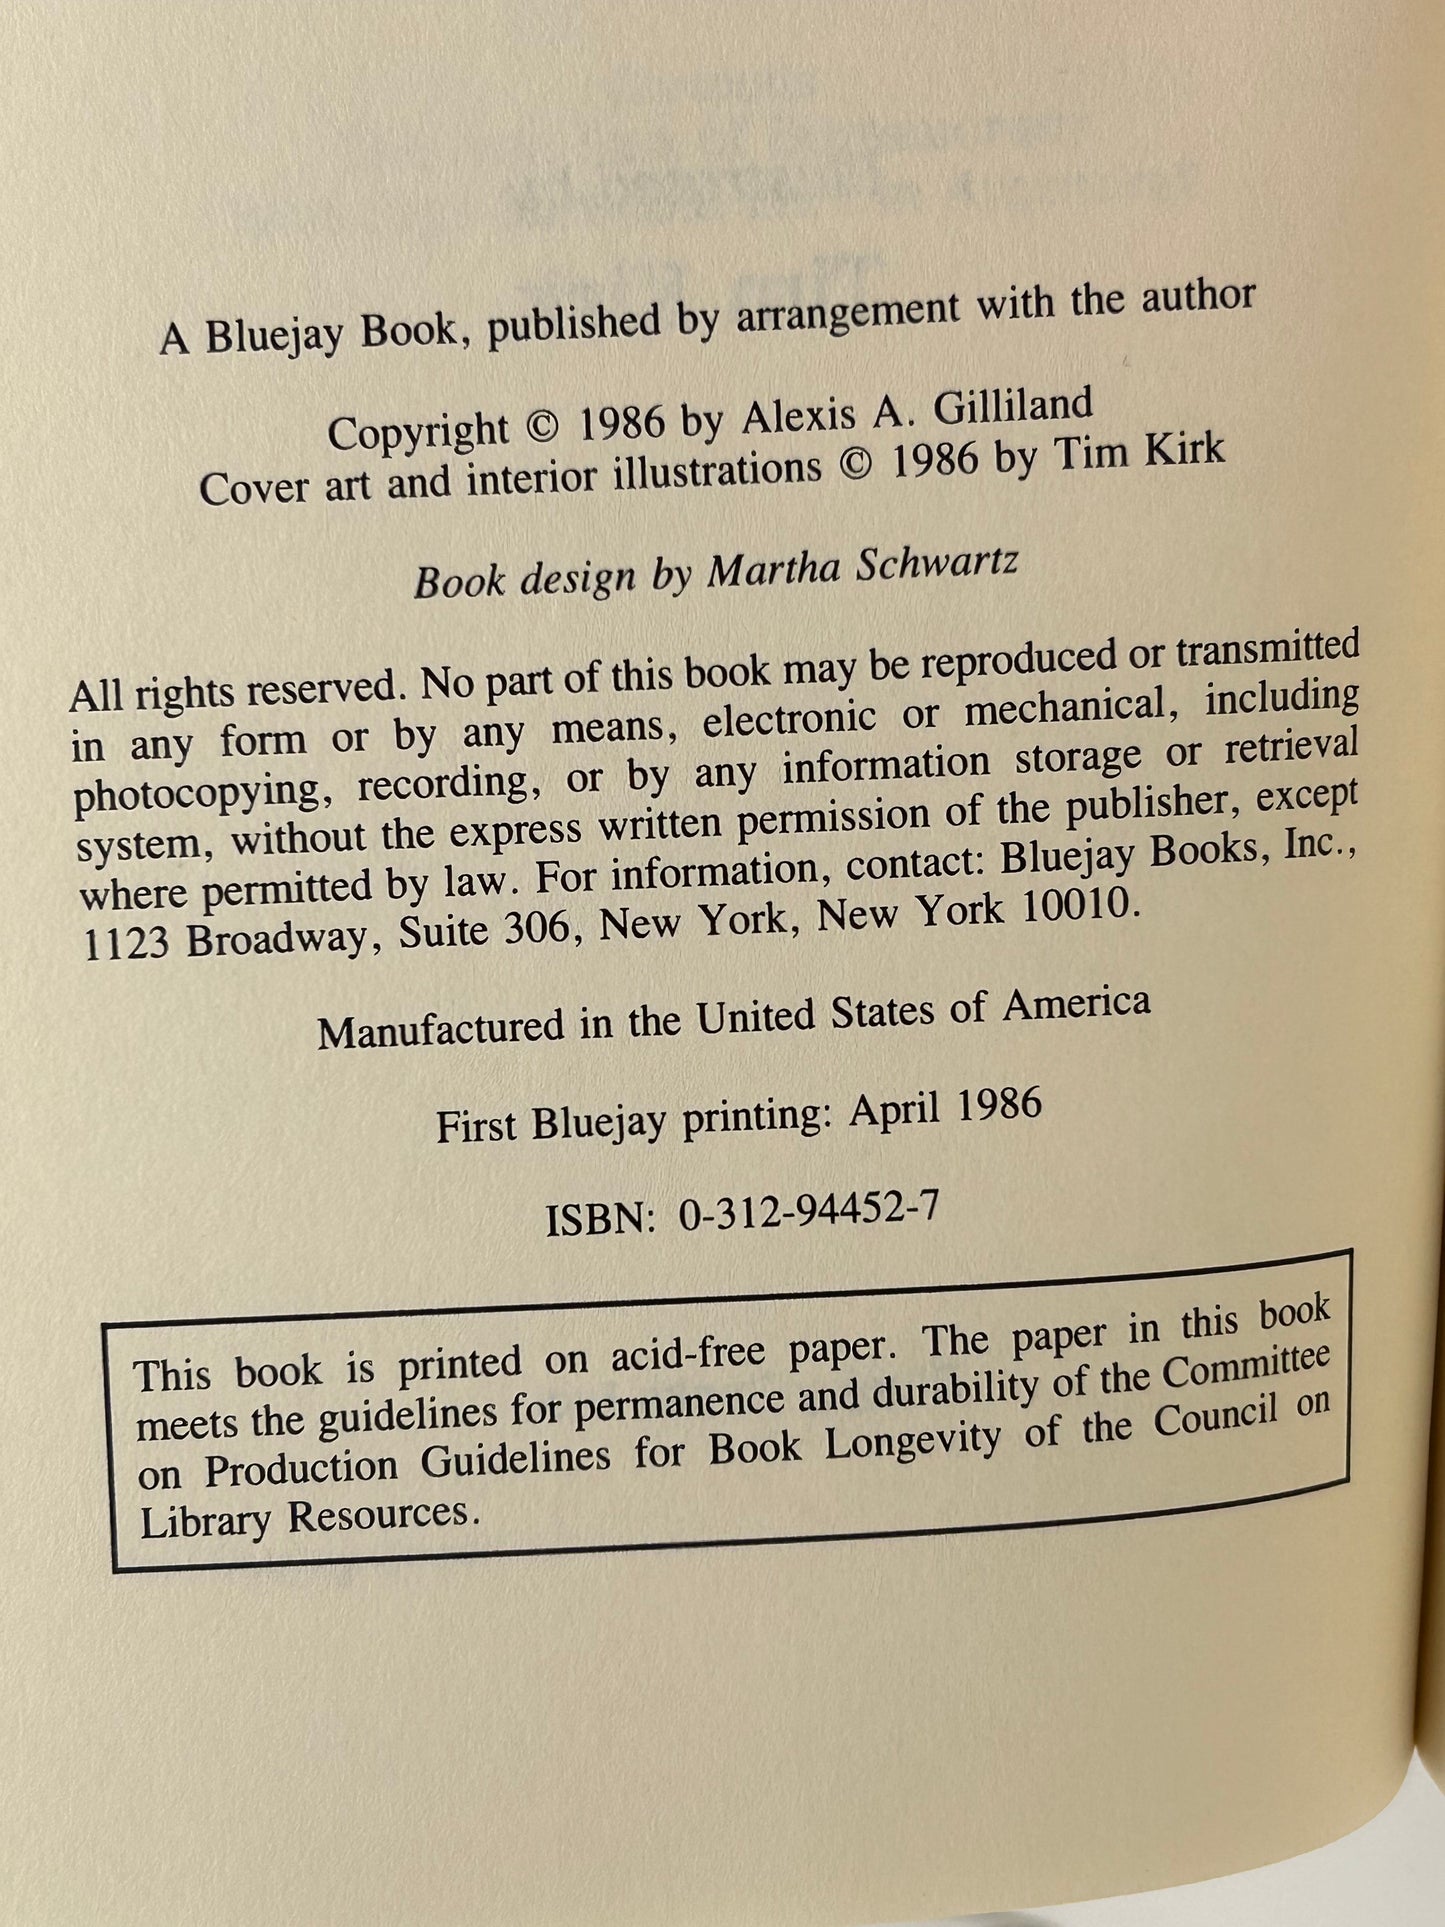 A Bluejay Book, published by arrangement with the author
Copyright © 1986 by Alexis A. Gilliland
Cover art and interior illustrations © 1986 by Tim Kirk
Book design by Martha Schwartz
All rights reserved. No part of this book may be reproduced or transmitted
in any form or by any means, electronic or mechanical, including
photocopying, recording, or by any information storage or retrieval
system, without the express written permission of the publisher, except
where permitted by law. For information, contact: Bluejay Books, Inc.,
1123 Broadway, Suite 306, New York, New York 10010.
Manufactured in the United States of America
First Bluejay printing: April 1986
ISBN: 0-312-94452-7
This book is printed on acid-free paper. The paper in this book
meets the guidelines for permanence and durability of the Committee
on Production Guidelines for Book Longevity of the Council on
Library Resources.